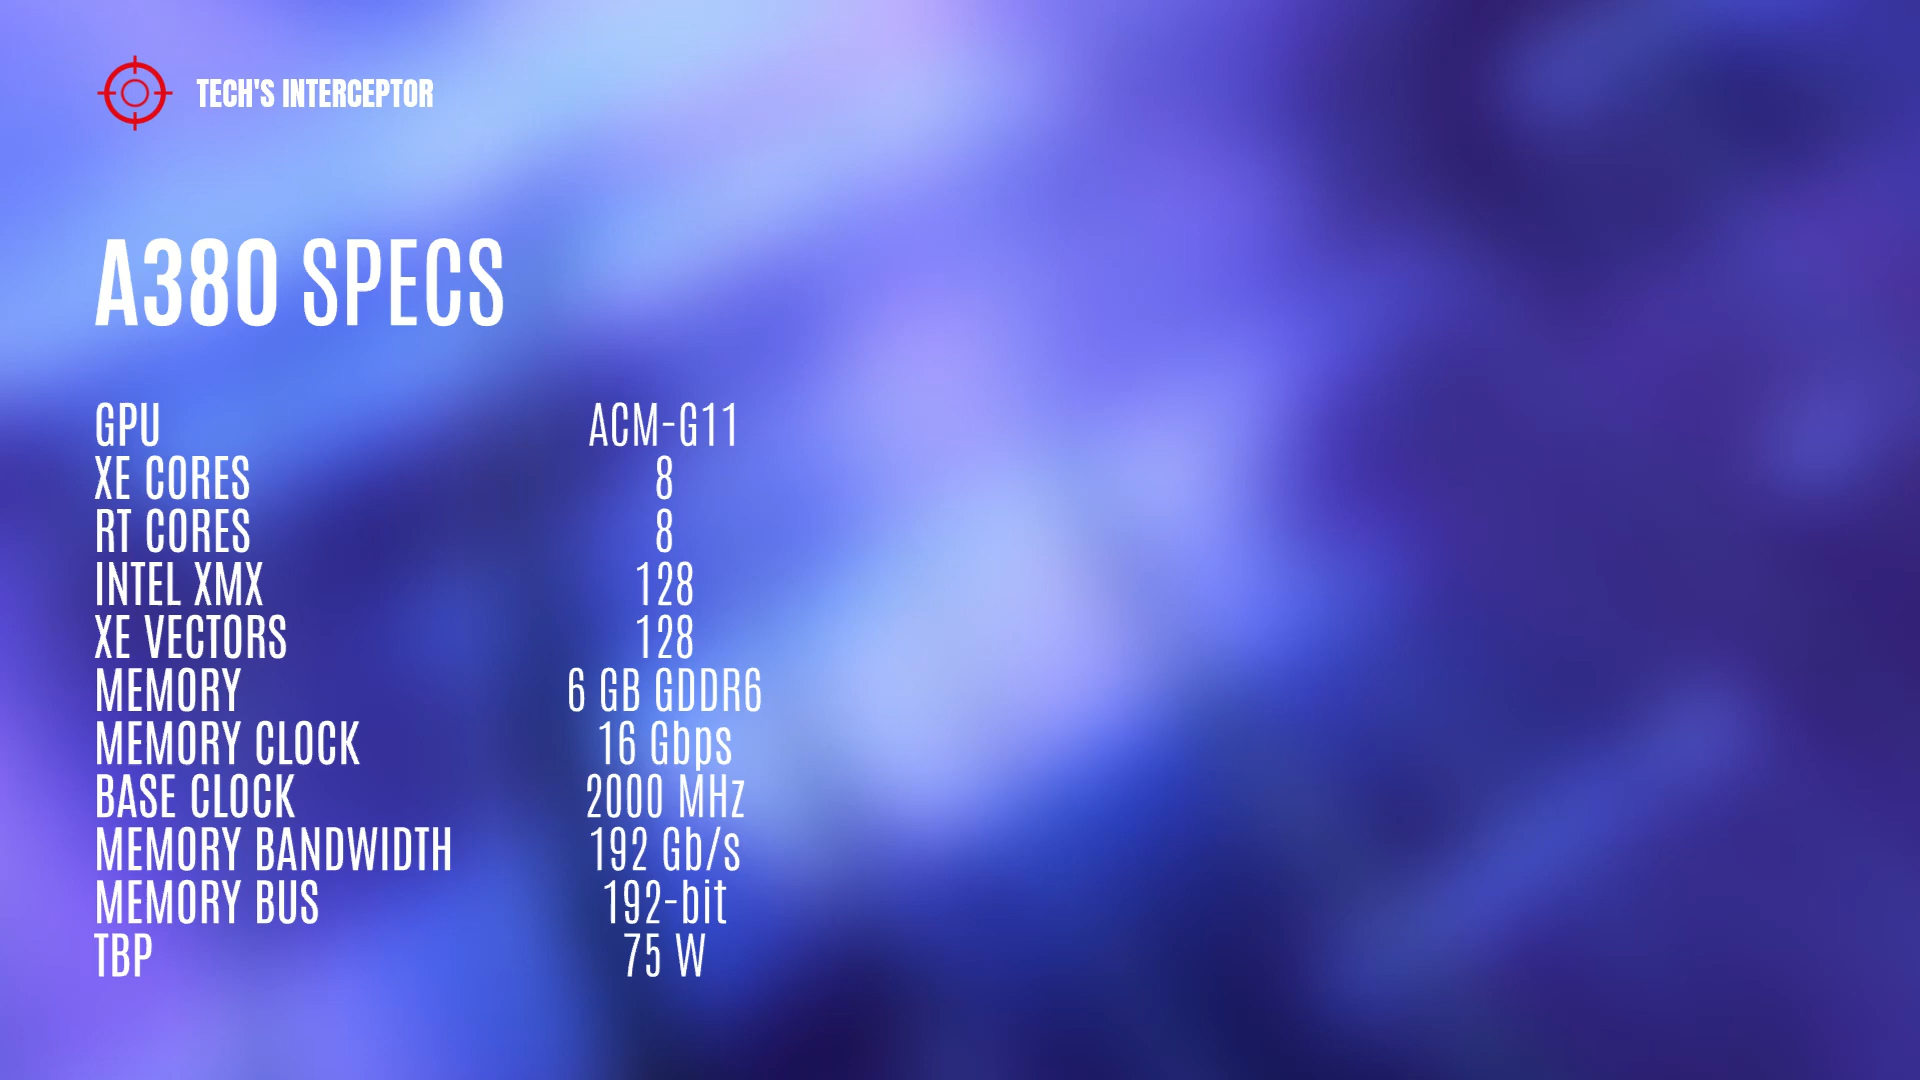 TECH'S INTERCEPTOR
A380 SPECS
GPU ACM-G11
XE CORES 8
RT CORES 8
INTEL XMX 128
XE VECTORS 128
MEMORY 6 GB GDDR6
MEMORY CLOCK 16 Gbps
BASE CLOCK 2000 MHz
MEMORY BANDWIDTH 192 Gb/s
MEMORY BUS 192-bit
TBP 75 W